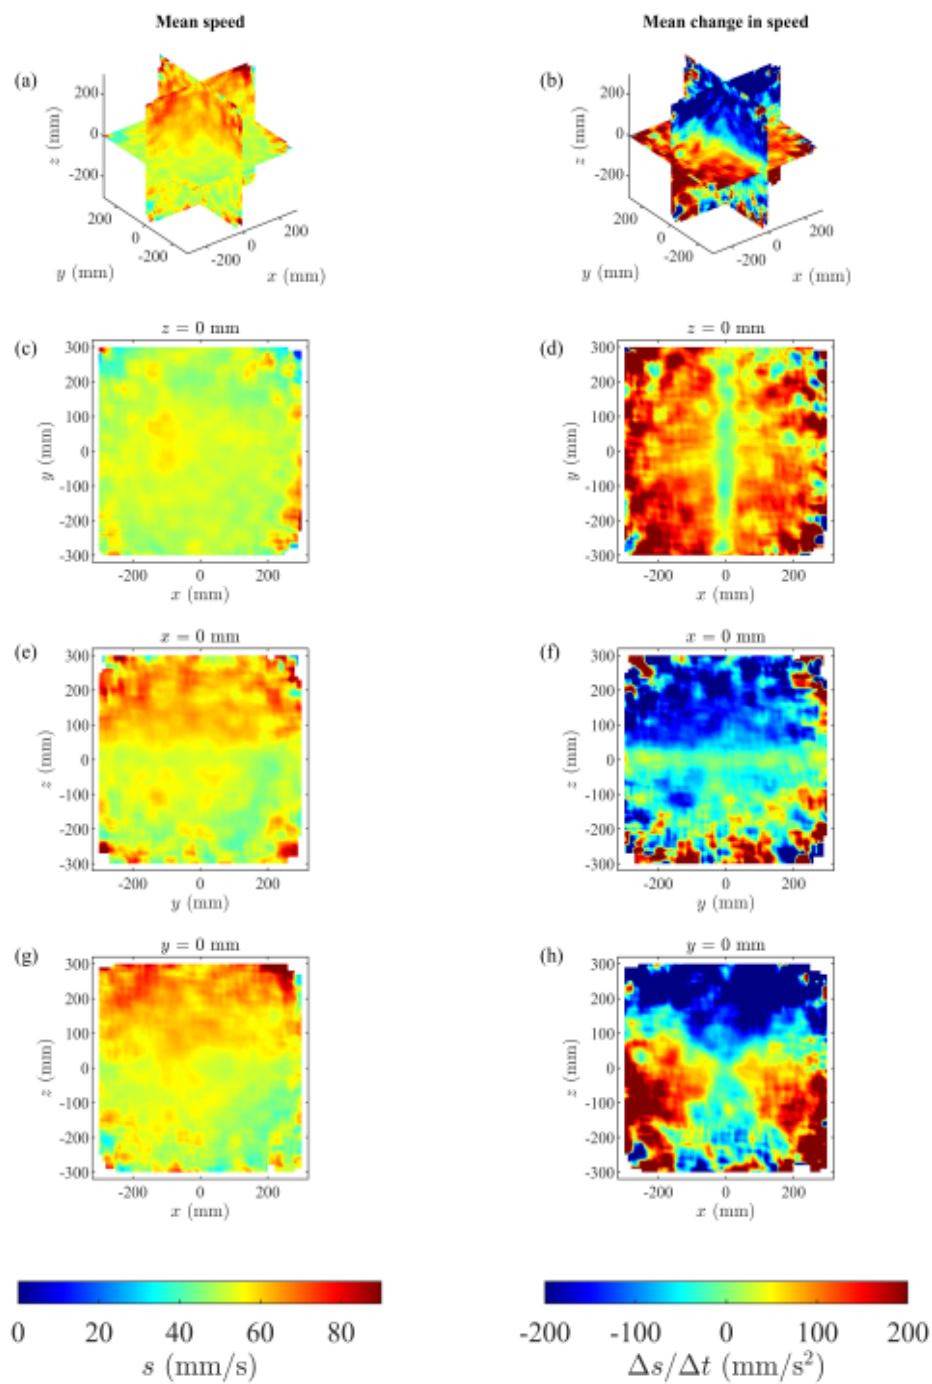 Mean speed
Mean change in speed
(a)
200
0
-200
z (mm)
200
0
-200
y (mm)
-200
0
200
x (mm)
(b)
200
0
-200
z (mm)
200
0
-200
y (mm)
-200
0
200
x (mm)
(c)
z = 0 mm
300
200
100
0
-100
-200
-300
y (mm)
-200 0 200
x (mm)
(d)
z = 0 mm
300
200
100
0
-100
-200
-300
y (mm)
-200 0 200
x (mm)
(e)
x = 0 mm
300
200
100
0
-100
-200
-300
z (mm)
-200 0 200
y (mm)
(f)
x = 0 mm
300
200
100
0
-100
-200
-300
z (mm)
-200 0 200
y (mm)
(g)
y = 0 mm
300
200
100
0
-100
-200
-300
z (mm)
-200 0 200
x (mm)
(h)
y = 0 mm
300
200
100
0
-100
-200
-300
z (mm)
-200 0 200
x (mm)
0 20 40 60 80
s (mm/s)
-200 -100 0 100 200
Δs/Δt (mm/s²)